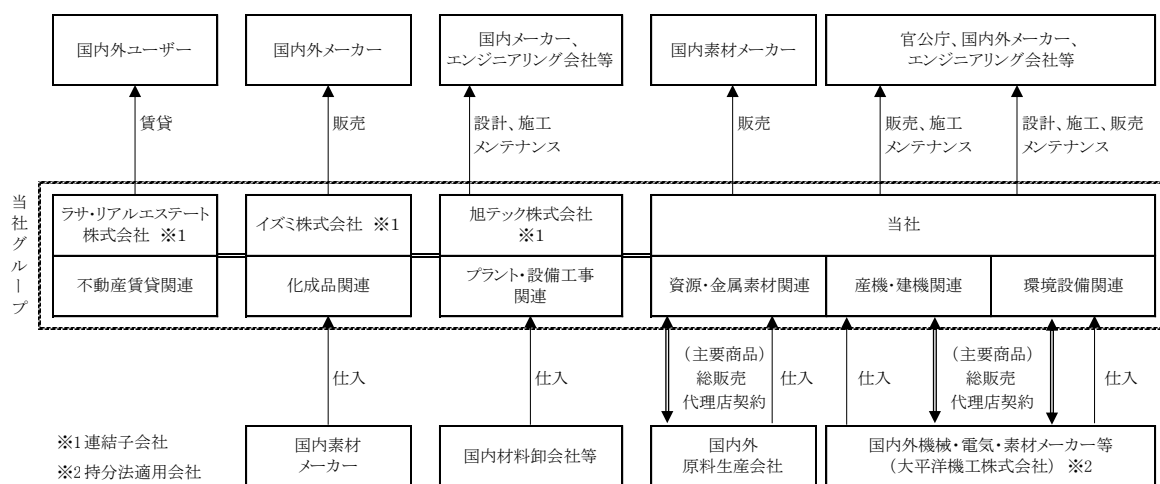 国内外ユーザー
国内外メーカー
国内メーカー、
エンジニアリング会社等
国内素材メーカー
官公庁、国内外メーカー、
エンジニアリング会社等
賃貸
販売
設計、施工
メンテナンス
販売
販売、施工
メンテナンス
設計、施工、販売
メンテナンス
当社グループ
ラサ・リアルエステート
株式会社 ※1
イズミ株式会社 ※1
旭テック株式会社
※1
当社
不動産賃貸関連
化成品関連
プラント・設備工事
関連
資源・金属素材関連
産機・建機関連
環境設備関連
仕入
仕入
(主要商品)
総販売
代理店契約
仕入
仕入
(主要商品)
総販売
代理店契約
仕入
※1連結子会社
※2持分法適用会社
国内素材
メーカー
国内材料卸会社等
国内外
原料生産会社
国内外機械・電気・素材メーカー等
(大平洋機工株式会社) ※2